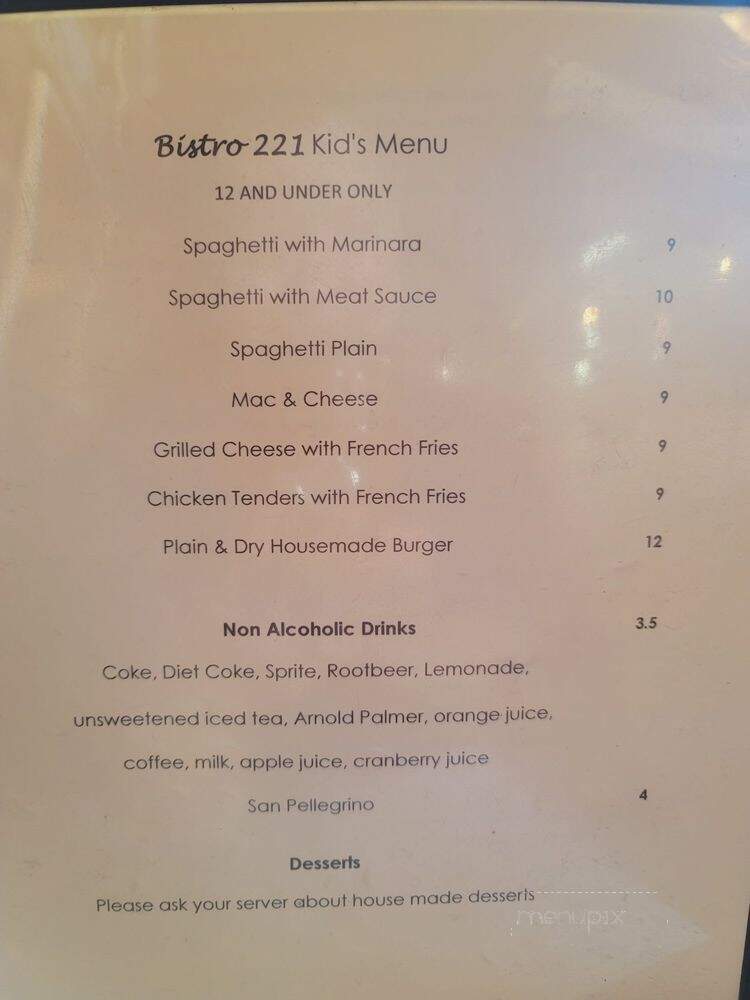 Bistro 221 Kid's Menu
12 AND UNDER ONLY
Spaghetti with Marinara 9
Spaghetti with Meat Sauce 10
Spaghetti Plain 9
Mac & Cheese 9
Grilled Cheese with French Fries 9
Chicken Tenders with French Fries 9
Plain & Dry Housemade Burger 12
Non Alcoholic Drinks 3.5
Coke, Diet Coke, Sprite, Rootbeer, Lemonade,
unsweetened iced tea, Arnold Palmer, orange juice,
coffee, milk, apple juice, cranberry juice
San Pellegrino 4
Desserts
Please ask your server about house made desserts
menupix